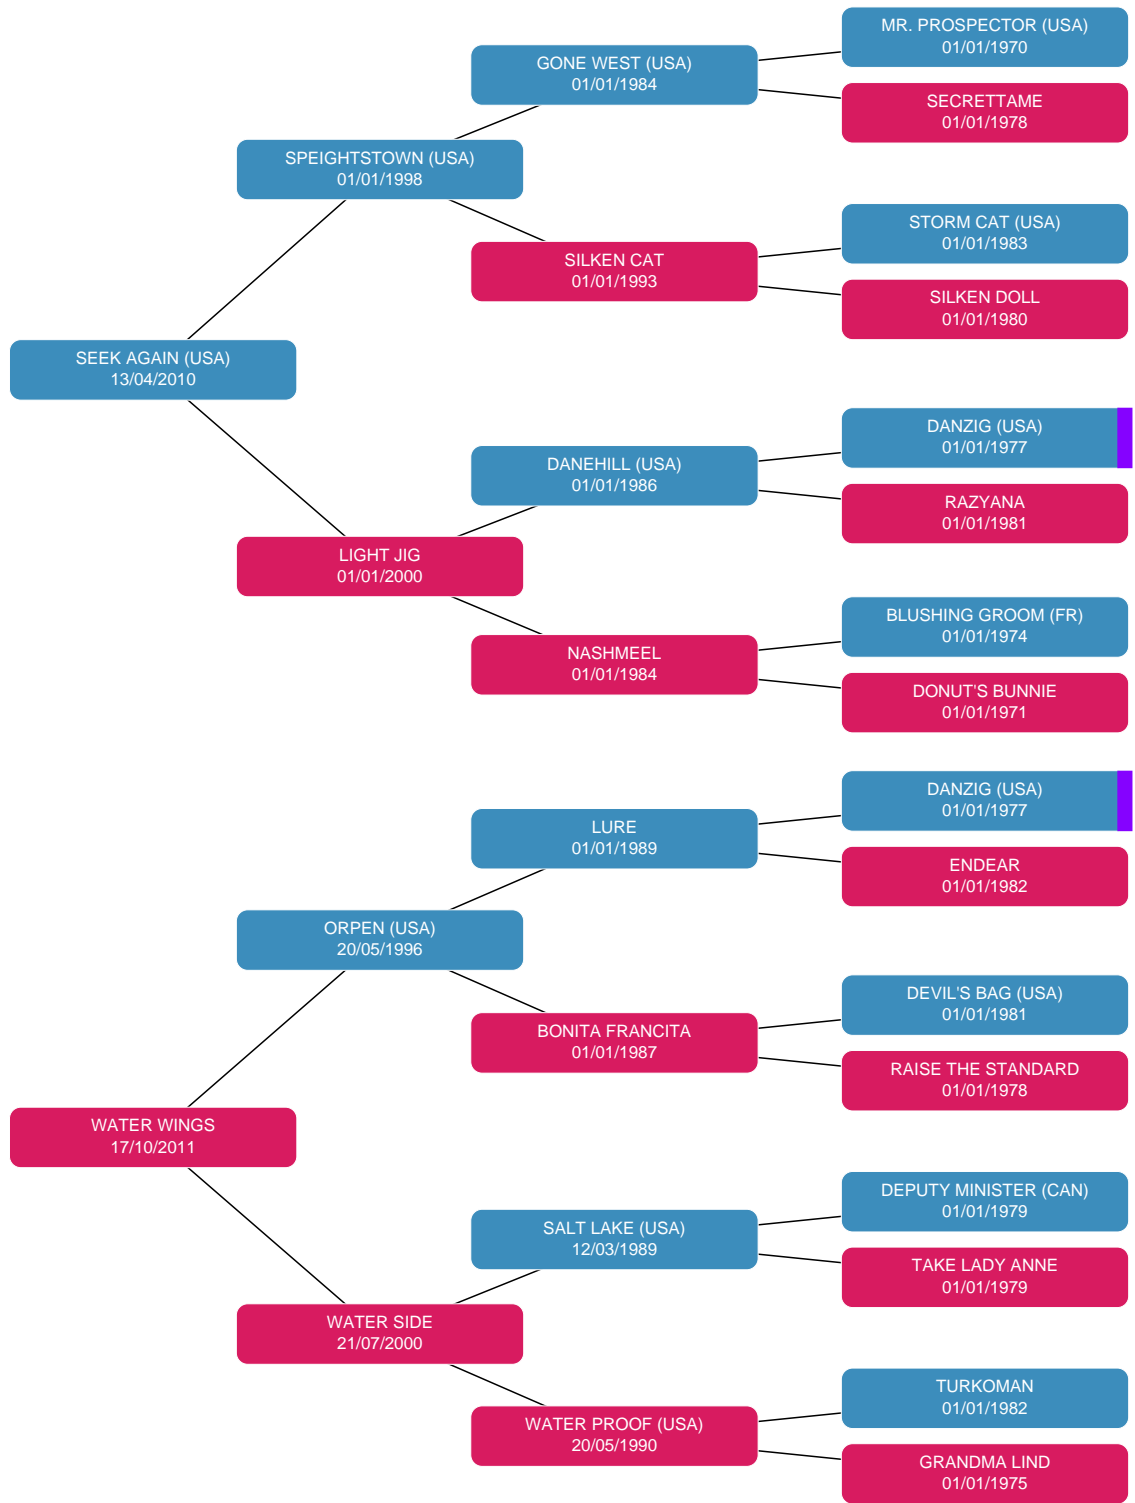 MR. PROSPECTOR (USA)
01/01/1970
GONE WEST (USA)
01/01/1984
SECRETTAME
01/01/1978
SPEIGHTSTOWN (USA)
01/01/1998
STORM CAT (USA)
01/01/1983
SILKEN CAT
01/01/1993
SILKEN DOLL
01/01/1980
SEEK AGAIN (USA)
13/04/2010
DANZIG (USA)
01/01/1977
DANEHILL (USA)
01/01/1986
RAZYANA
01/01/1981
LIGHT JIG
01/01/2000
BLUSHING GROOM (FR)
01/01/1974
NASHMEEL
01/01/1984
DONUT'S BUNNIE
01/01/1971
DANZIG (USA)
01/01/1977
LURE
01/01/1989
ENDEAR
01/01/1982
ORPEN (USA)
20/05/1996
DEVIL'S BAG (USA)
01/01/1981
BONITA FRANCITA
01/01/1987
RAISE THE STANDARD
01/01/1978
WATER WINGS
17/10/2011
DEPUTY MINISTER (CAN)
01/01/1979
SALT LAKE (USA)
12/03/1989
TAKE LADY ANNE
01/01/1979
WATER SIDE
21/07/2000
TURKOMAN
01/01/1982
WATER PROOF (USA)
20/05/1990
GRANDMA LIND
01/01/1975